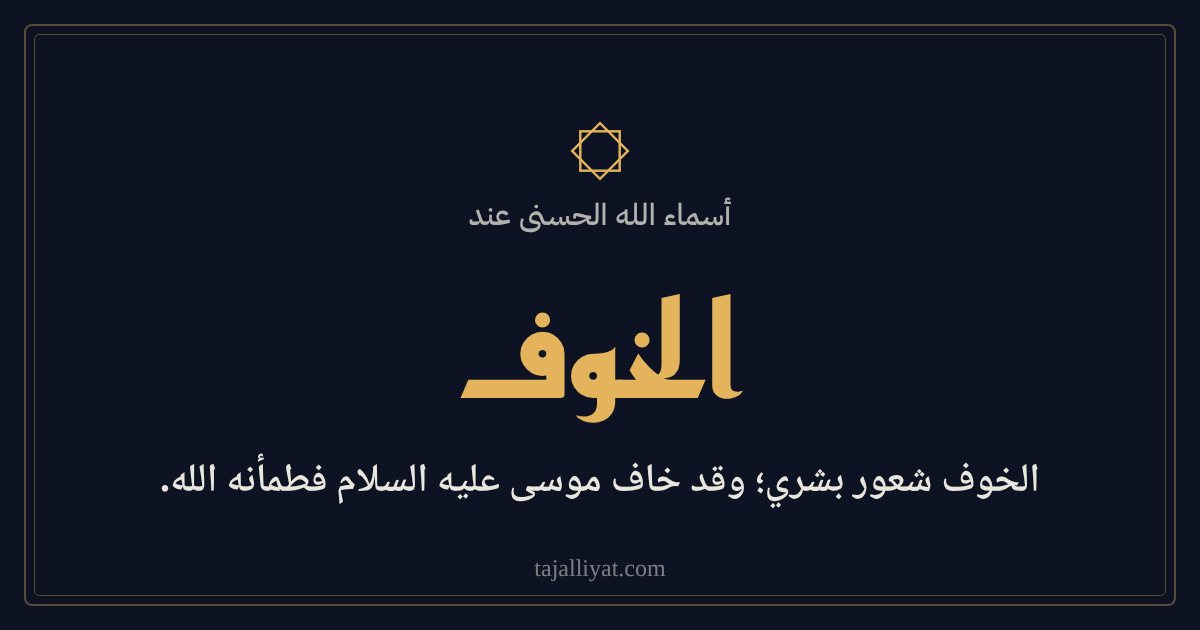 أسماء الله الحسنى عند
الخوف
الخوف شعور بشري؛ وقد خاف موسى عليه السلام فطمأنه الله.
tajalliyat.com